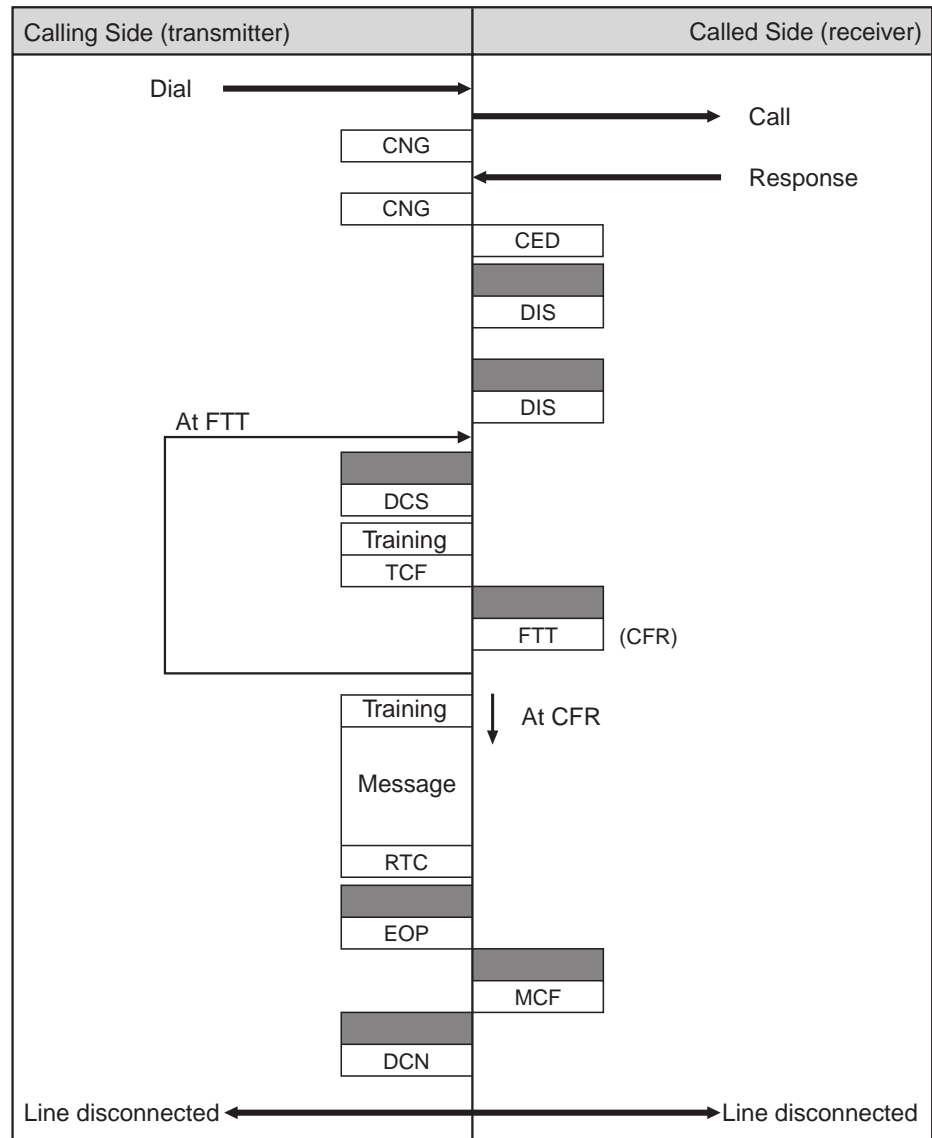 Calling Side (transmitter)
Called Side (receiver)
Dial
Call
CNG
Response
CNG
CED
DIS
DIS
At FTT
DCS
Training
TCF
FTT
(CFR)
Training
At CFR
Message
RTC
EOP
MCF
DCN
Line disconnected
Line disconnected